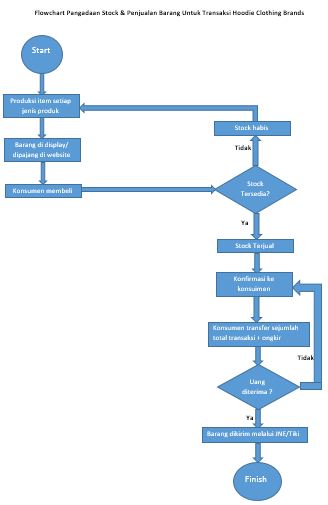 Flowchart Pangadaan Stock & Penjualan Barang Untuk Transaksi Hoodie Clothing Brands
Start
Produksi item setiap
jenis produk
Barang di display/
dipajang di website
Konsumen membeli
Stock habis
Tidak
Stock
Tersedia?
Ya
Stock Terjual
Konfirmasi ke
konsuimen
Konsumen transfer sejumlah
total transaksi + ongkir
Tidak
Uang
diterima ?
Ya
Barang dikirim melalui JNE/Tiki
Finish